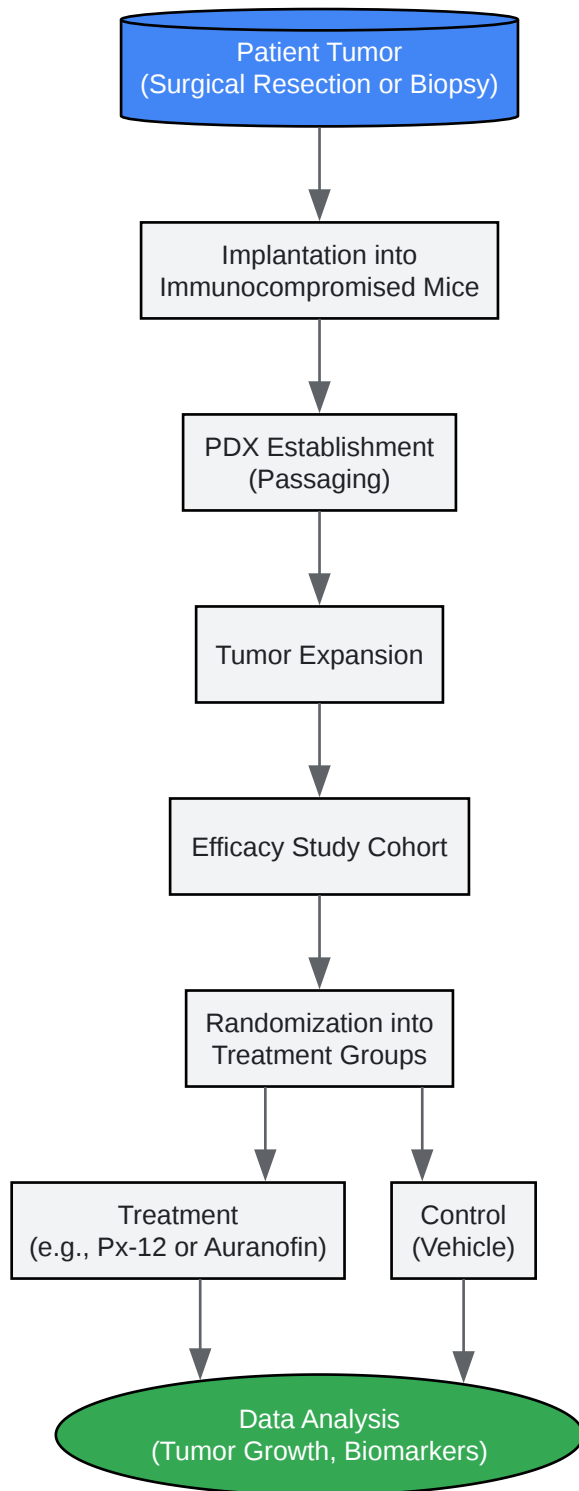 Patient Tumor
(Surgical Resection or Biopsy)
Implantation into
Immunocompromised Mice
PDX Establishment
(Passaging)
Tumor Expansion
Efficacy Study Cohort
Randomization into
Treatment Groups
Treatment
(e.g., Px-12 or Auranofin)
Control
(Vehicle)
Data Analysis
(Tumor Growth, Biomarkers)